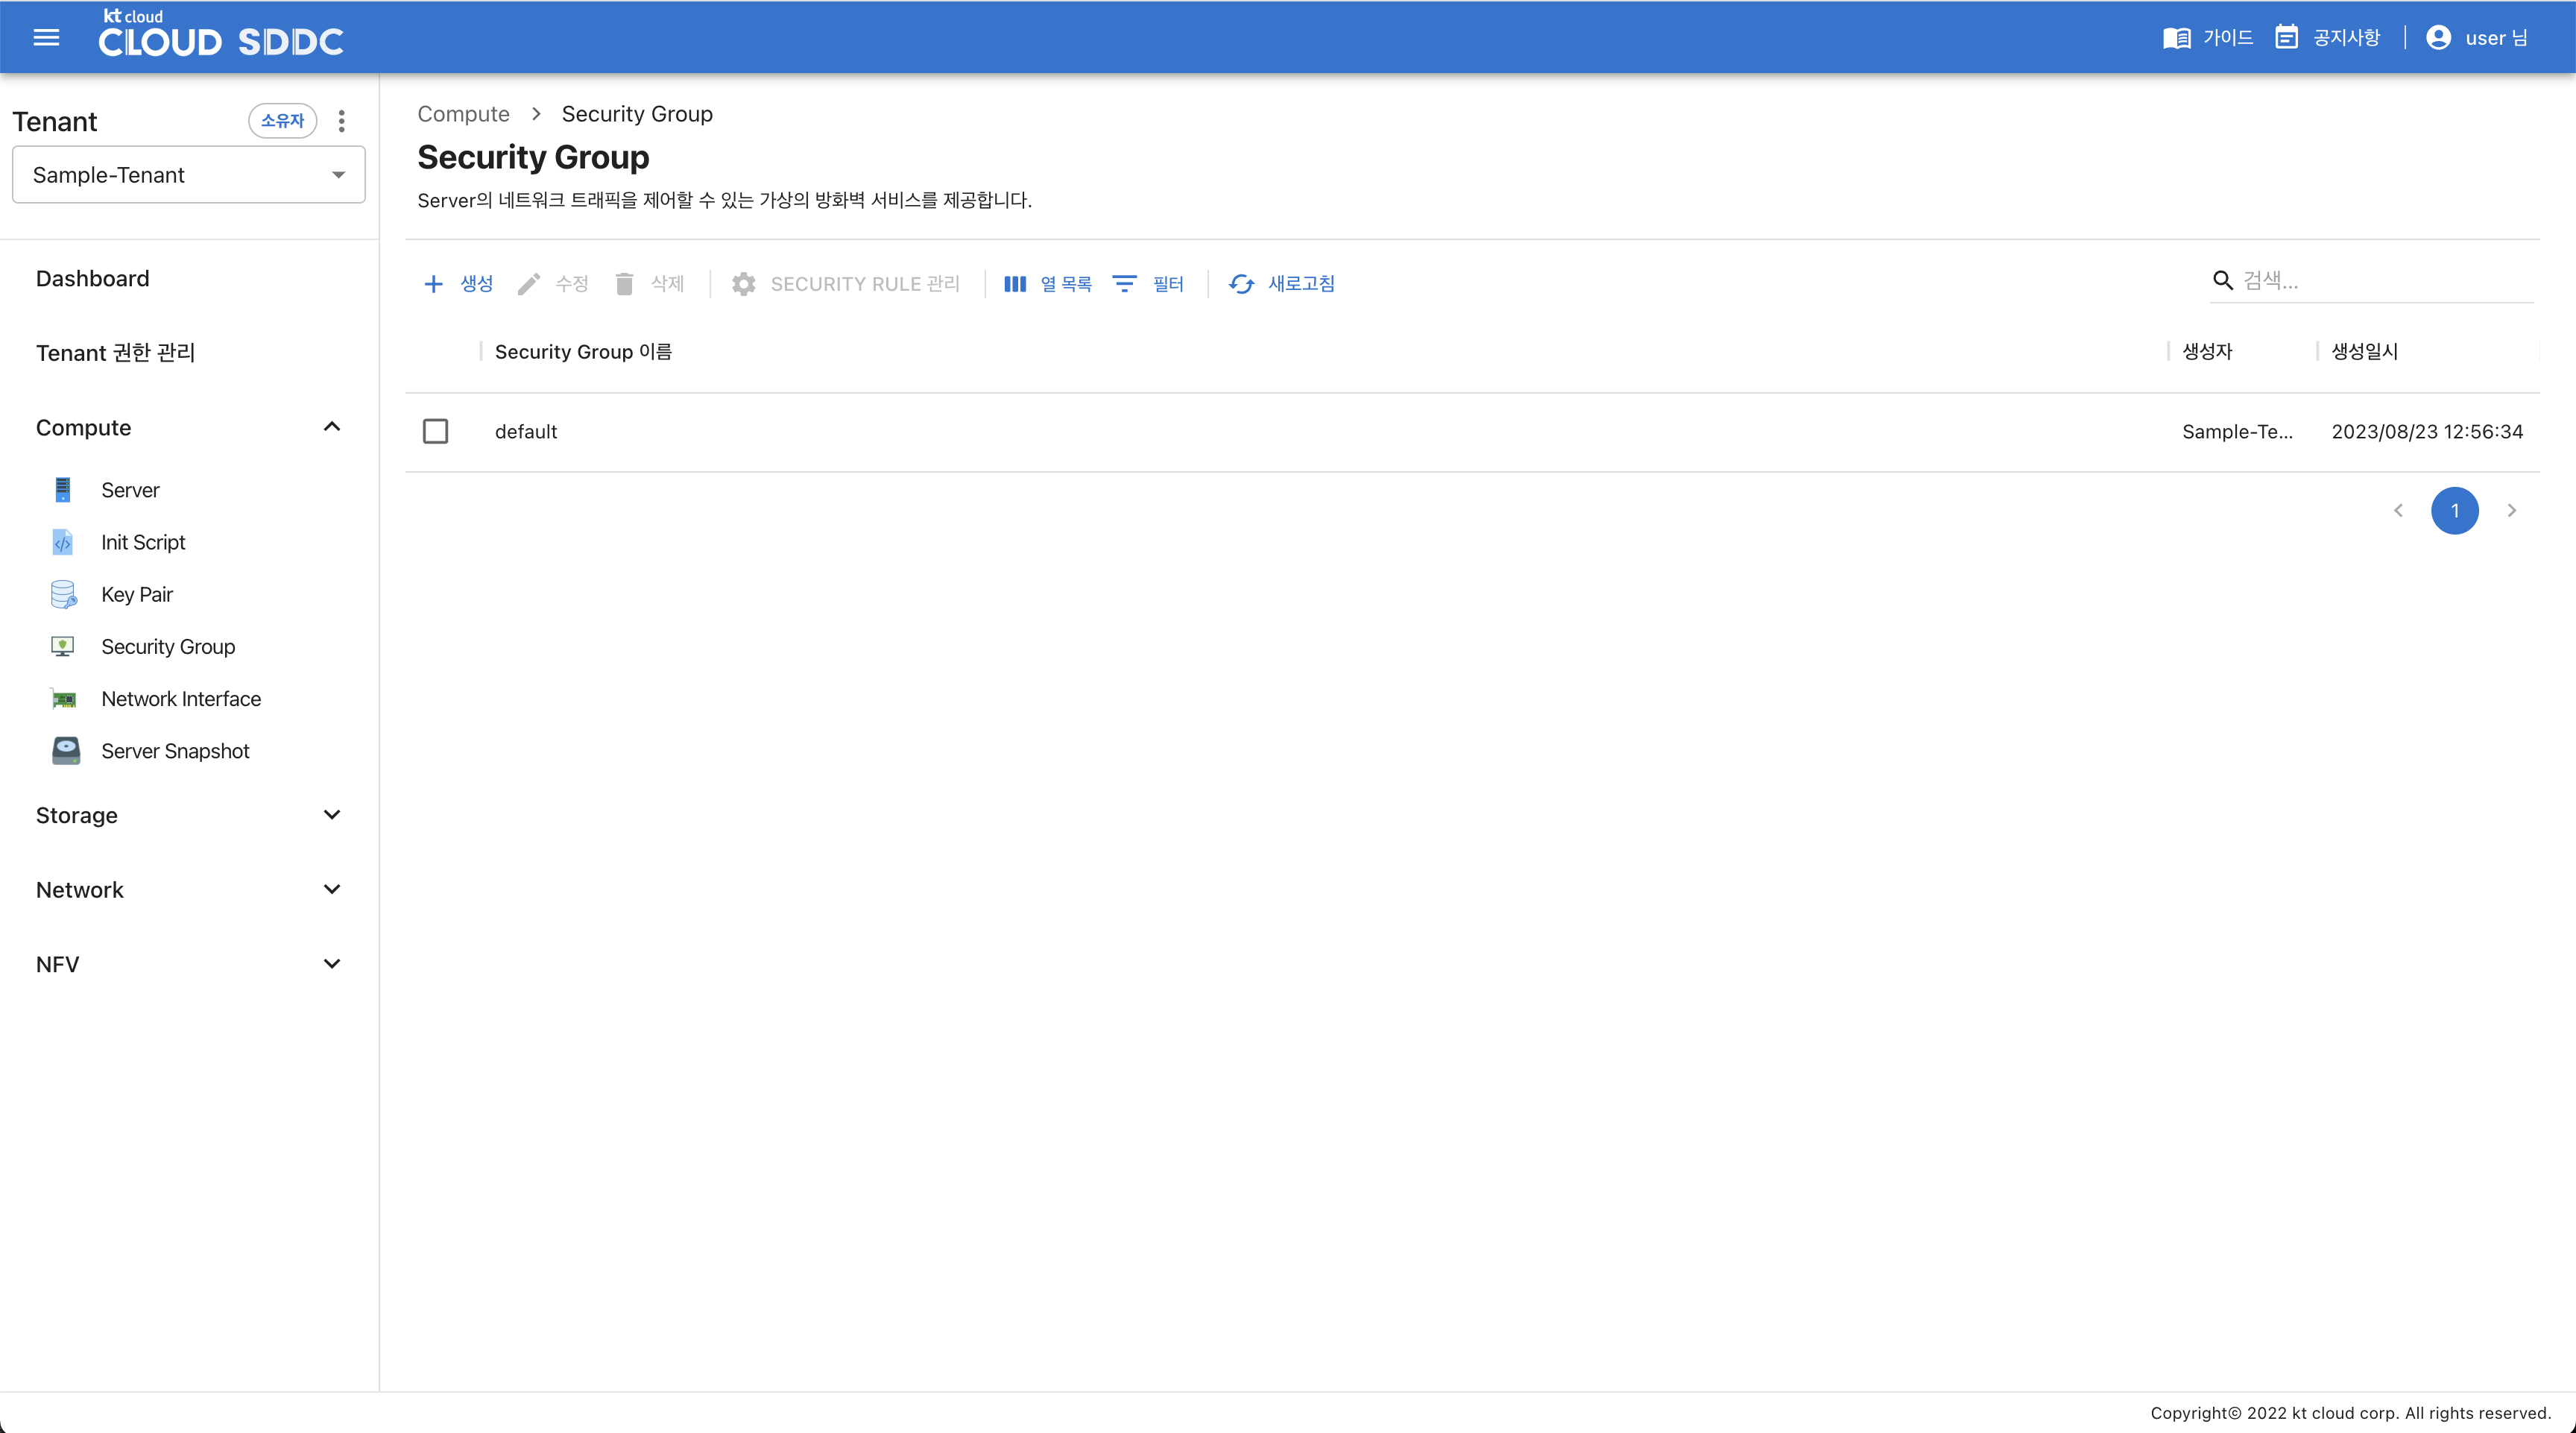 kt cloud
CLOUD SDDC
가이드
공지사항
user 님
Tenant
소유자
Sample-Tenant
Dashboard
Tenant 권한 관리
Compute
Server
Init Script
Key Pair
Security Group
Network Interface
Server Snapshot
Storage
Network
NFV
Compute > Security Group
Security Group
Server의 네트워크 트래픽을 제어할 수 있는 가상의 방화벽 서비스를 제공합니다.
생성 수정 삭제 SECURITY RULE 관리 열 목록 필터 새로고침 검색...
Security Group 이름 생성자 생성일시
default Sample-Te... 2023/08/23 12:56:34
1
Copyright© 2022 kt cloud corp. All rights reserved.